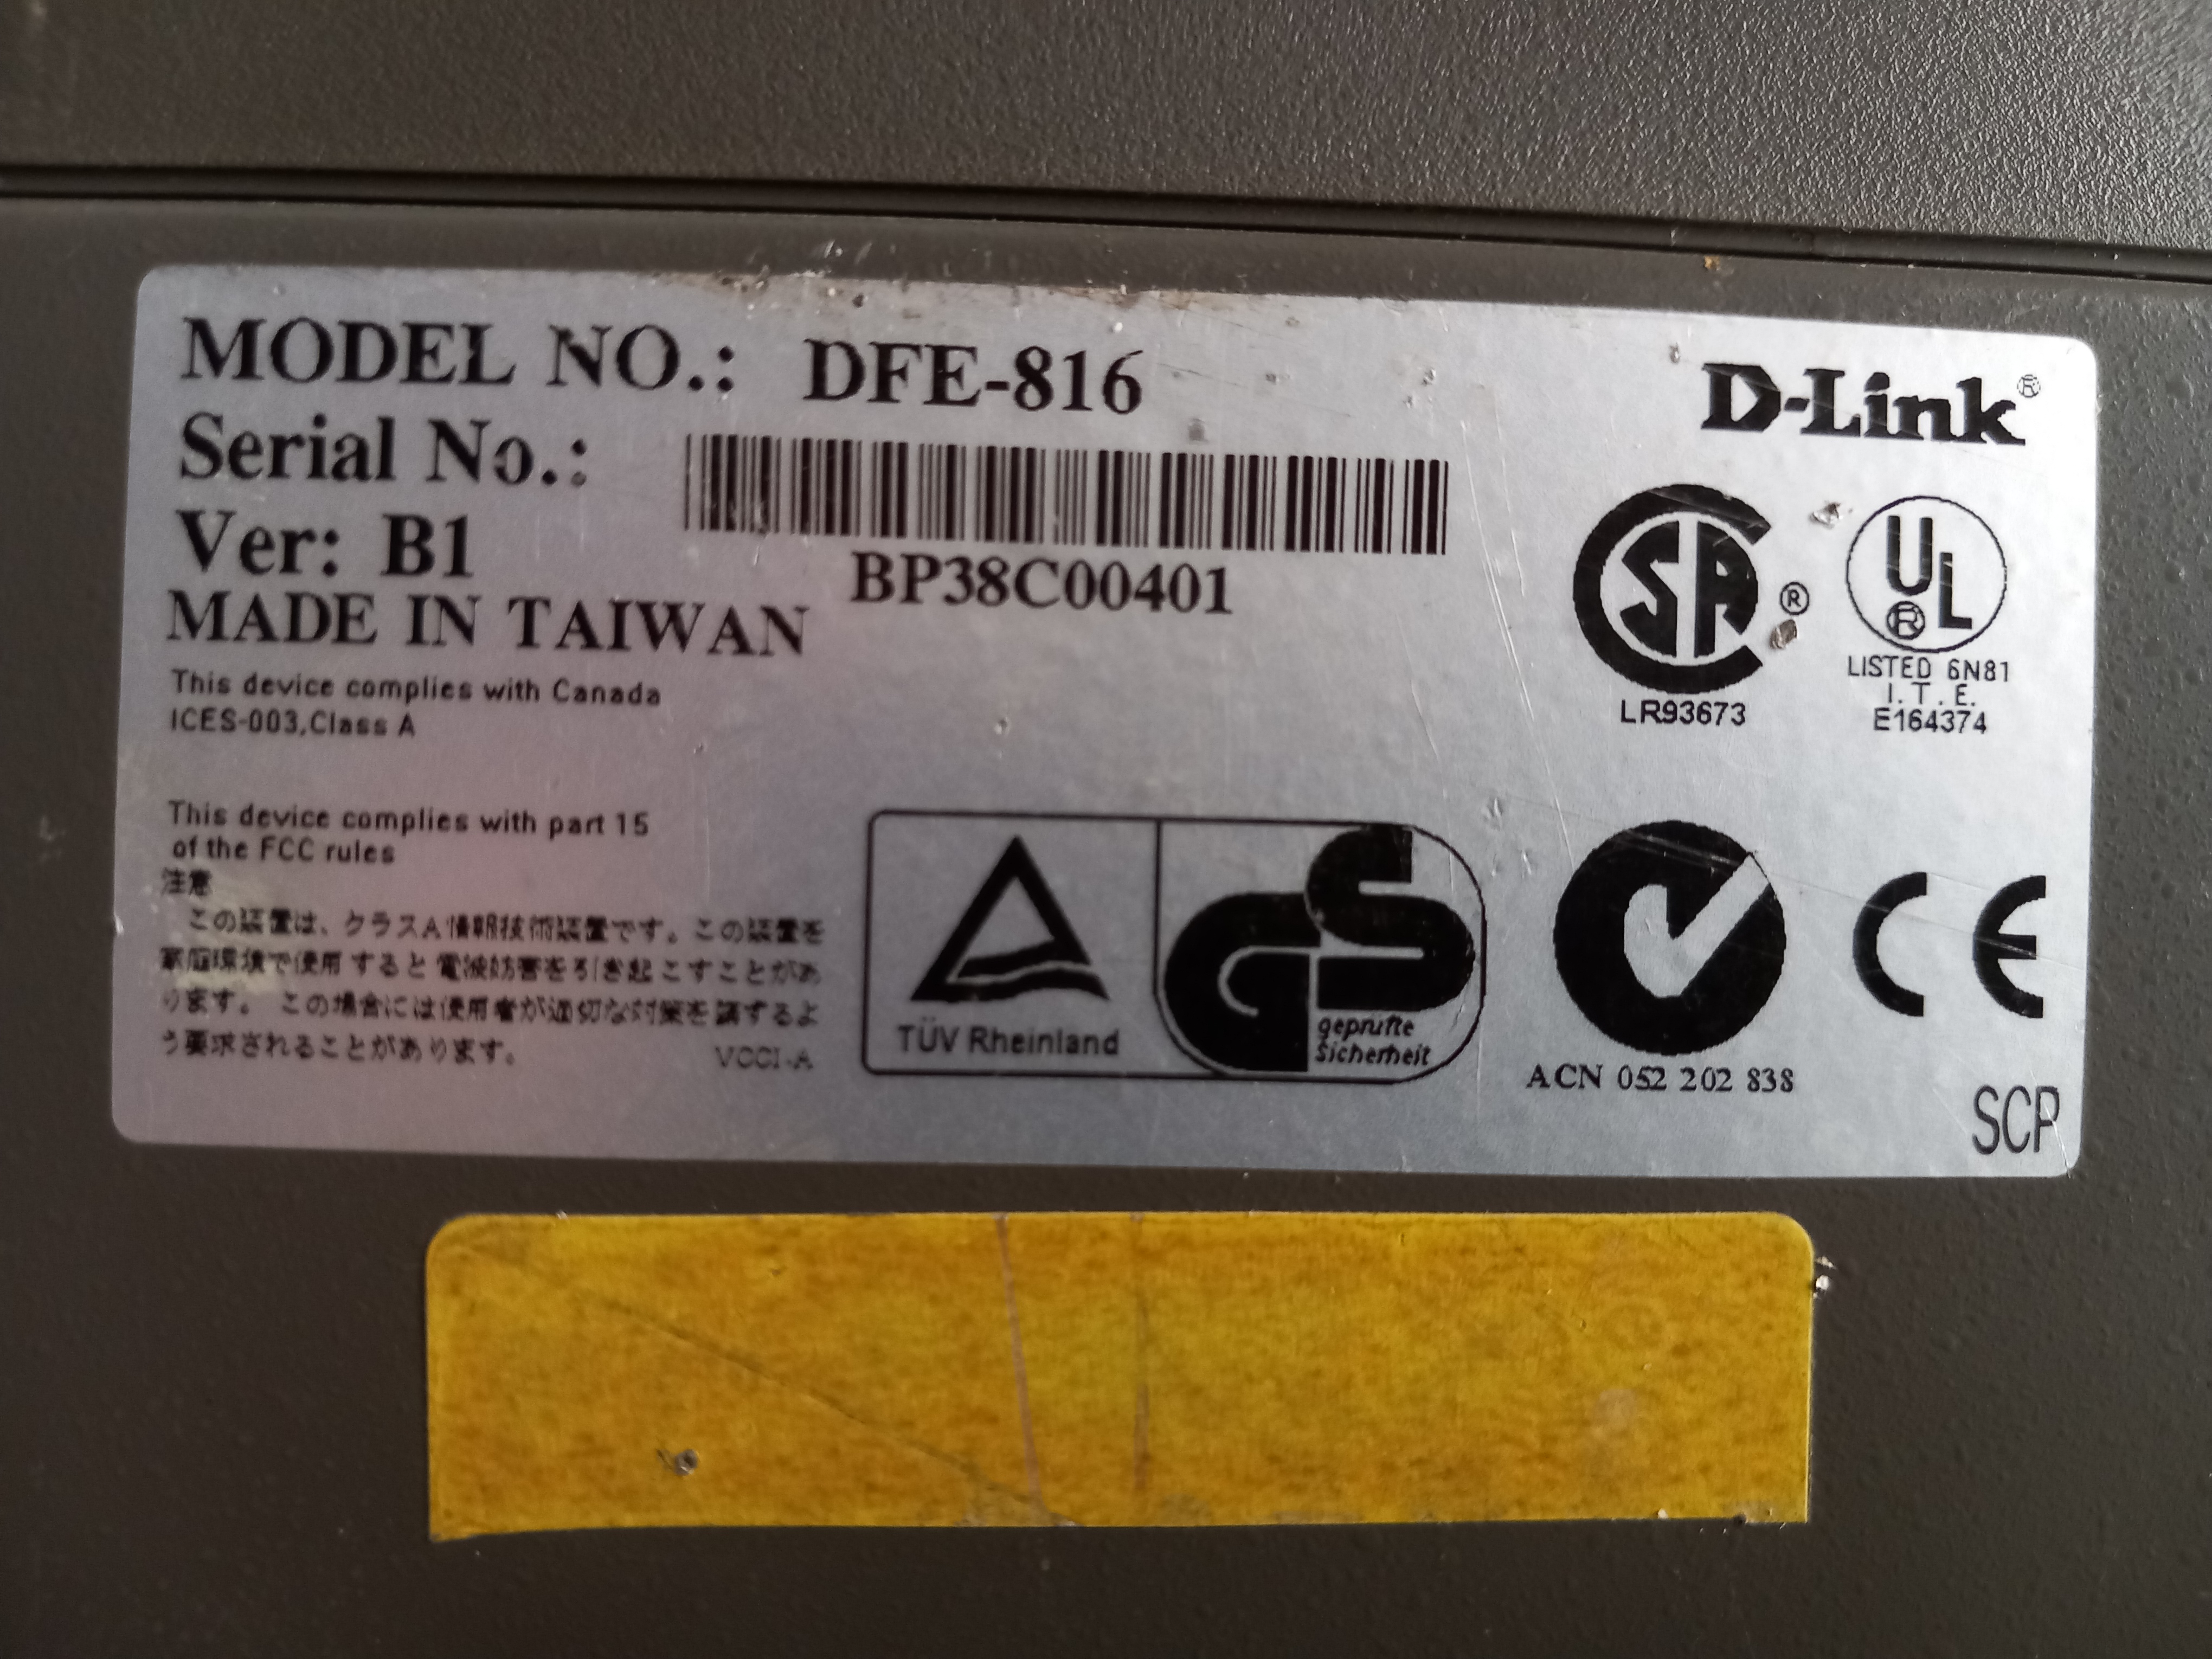 MODEL NO.: DFE-816
D-Link®
Serial No.:
Ver: B1
BP38C00401
MADE IN TAIWAN
This device complies with Canada
ICES-003,Class A
SA ®
LR93673
UL ®
LISTED 6N81
I.T.E.
E164374
This device complies with part 15
of the FCC rules
注意
この装置は、クラスA情報技術装置です。この装置を
家庭環境で使用すると電波妨害を引き起こすことがあ
ります。 この場合には使用者が適切な対策を講するよ
う要求されることがあります。
VCCI-A
TÜV Rheinland
GS
geprüfte
Sicherheit
ACN 052 202 838
CE
SCP